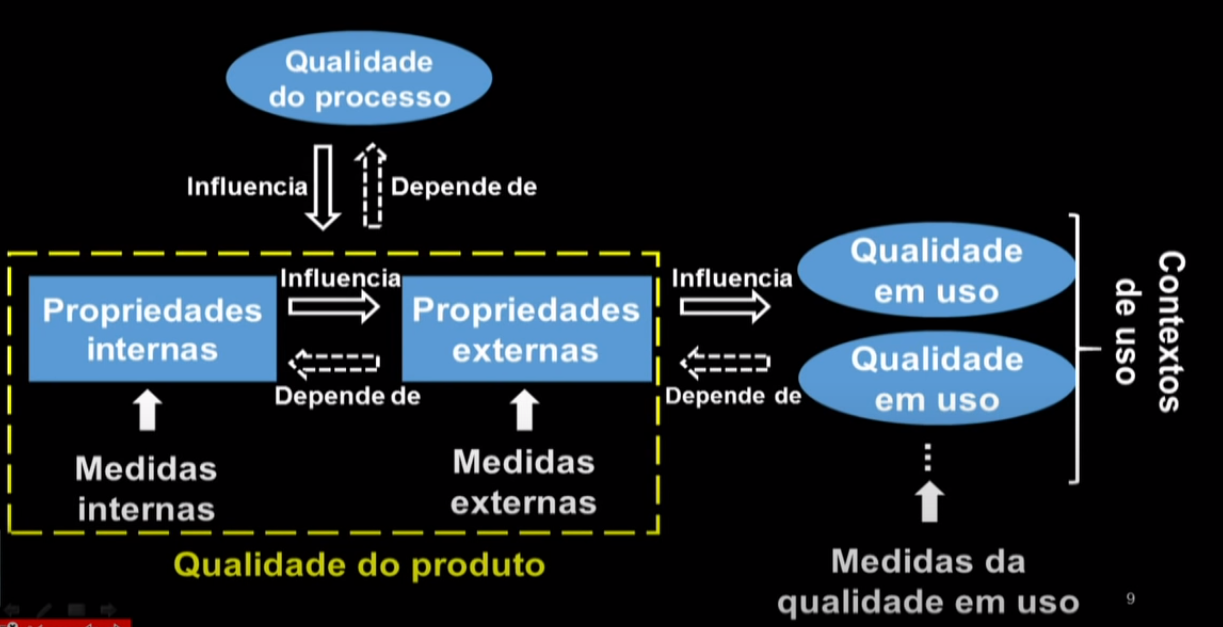 Qualidade
do processo
Influencia
Depende de
Propriedades
internas
Influencia
Depende de
Propriedades
externas
Influencia
Depende de
Qualidade
em uso
Qualidade
em uso
...
Contextos
de uso
Medidas
internas
Medidas
externas
Qualidade do produto
Medidas da
qualidade em uso
9